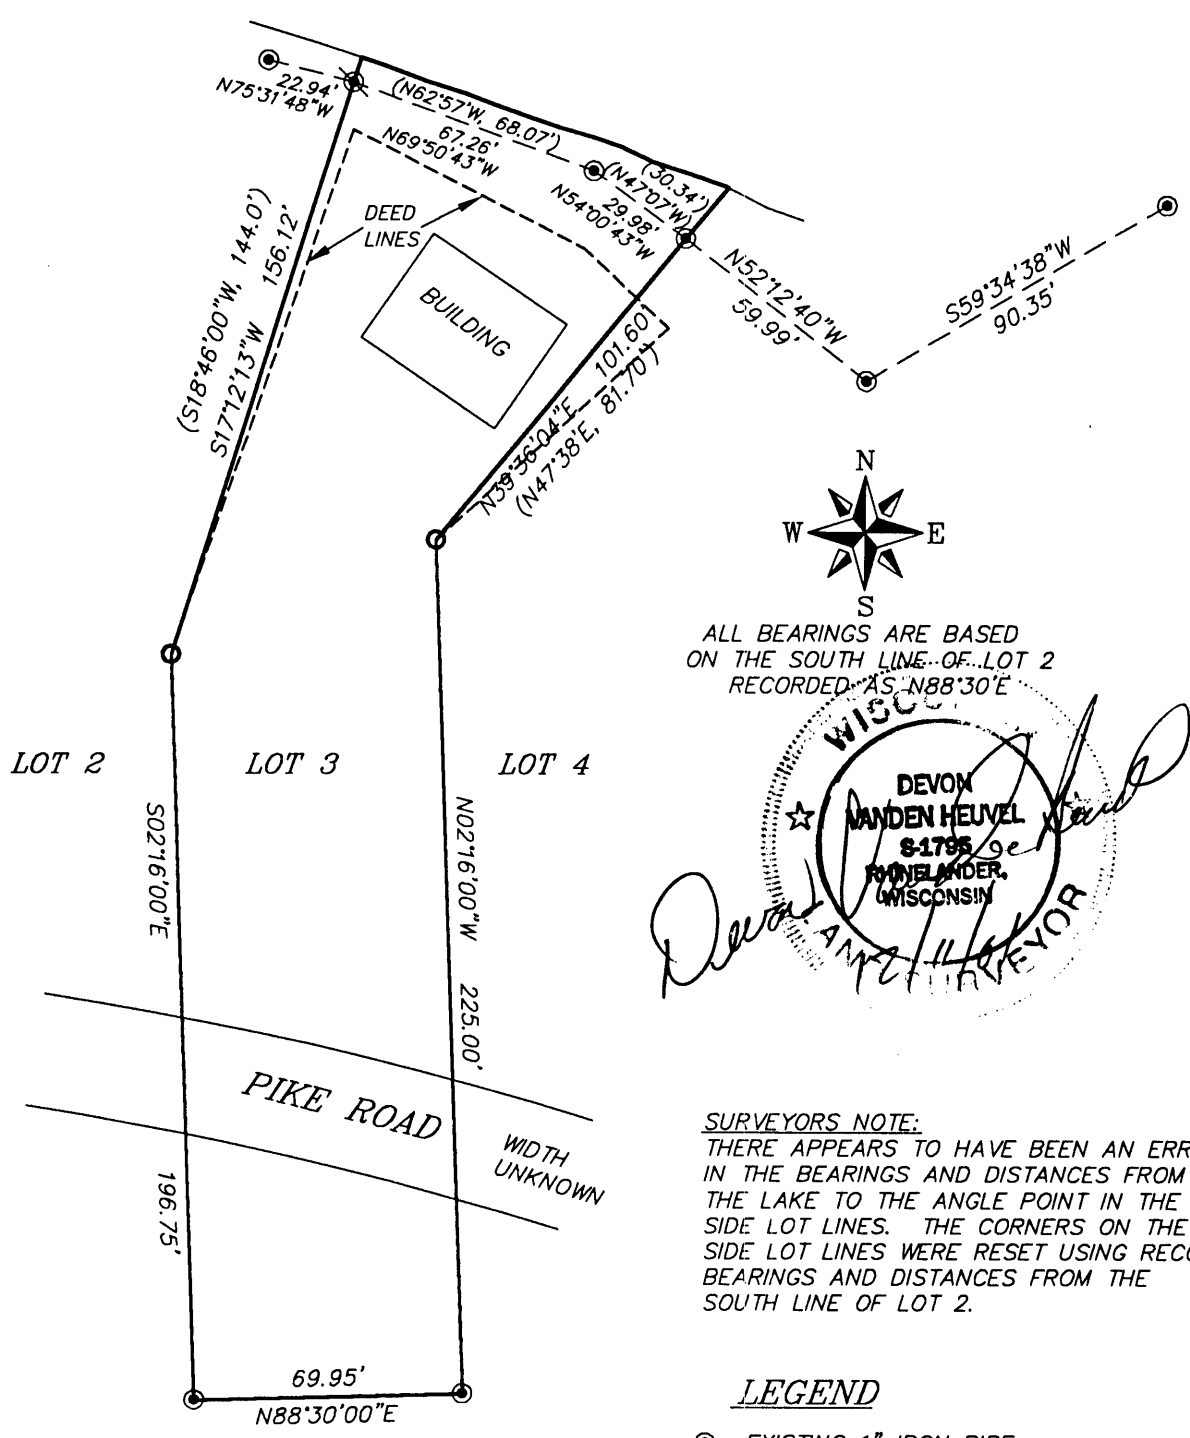 22.94'
N75°31'48"W
(N62°57'W, 68.07')
67.26'
N69°50'43"W
(30.34')
(N47°07'W)
29.98'
N54°00'43"W
N52°12'40"W
59.99'
S59°34'38"W
90.35'
(S18°46'00"W, 144.0')
S17°12'13"W 156.12'
DEED
LINES
BUILDING
N39°36'04"E 101.60'
(N47°38'E, 81.70')
N
W E
S
ALL BEARINGS ARE BASED
ON THE SOUTH LINE OF LOT 2
RECORDED AS N88°30'E
LOT 2
LOT 3
LOT 4
S02°16'00"E
196.75'
N02°16'00"W 225.00'
DEVON
VANDEN HEUVEL
S-1795
RHINELANDER,
WISCONSIN
PIKE ROAD
WIDTH
UNKNOWN
69.95'
N88°30'00"E
SURVEYORS NOTE:
THERE APPEARS TO HAVE BEEN AN ERR
IN THE BEARINGS AND DISTANCES FROM
THE LAKE TO THE ANGLE POINT IN THE
SIDE LOT LINES. THE CORNERS ON THE
SIDE LOT LINES WERE RESET USING RECO
BEARINGS AND DISTANCES FROM THE
SOUTH LINE OF LOT 2.
LEGEND
EXISTING 1" IRON PIPE